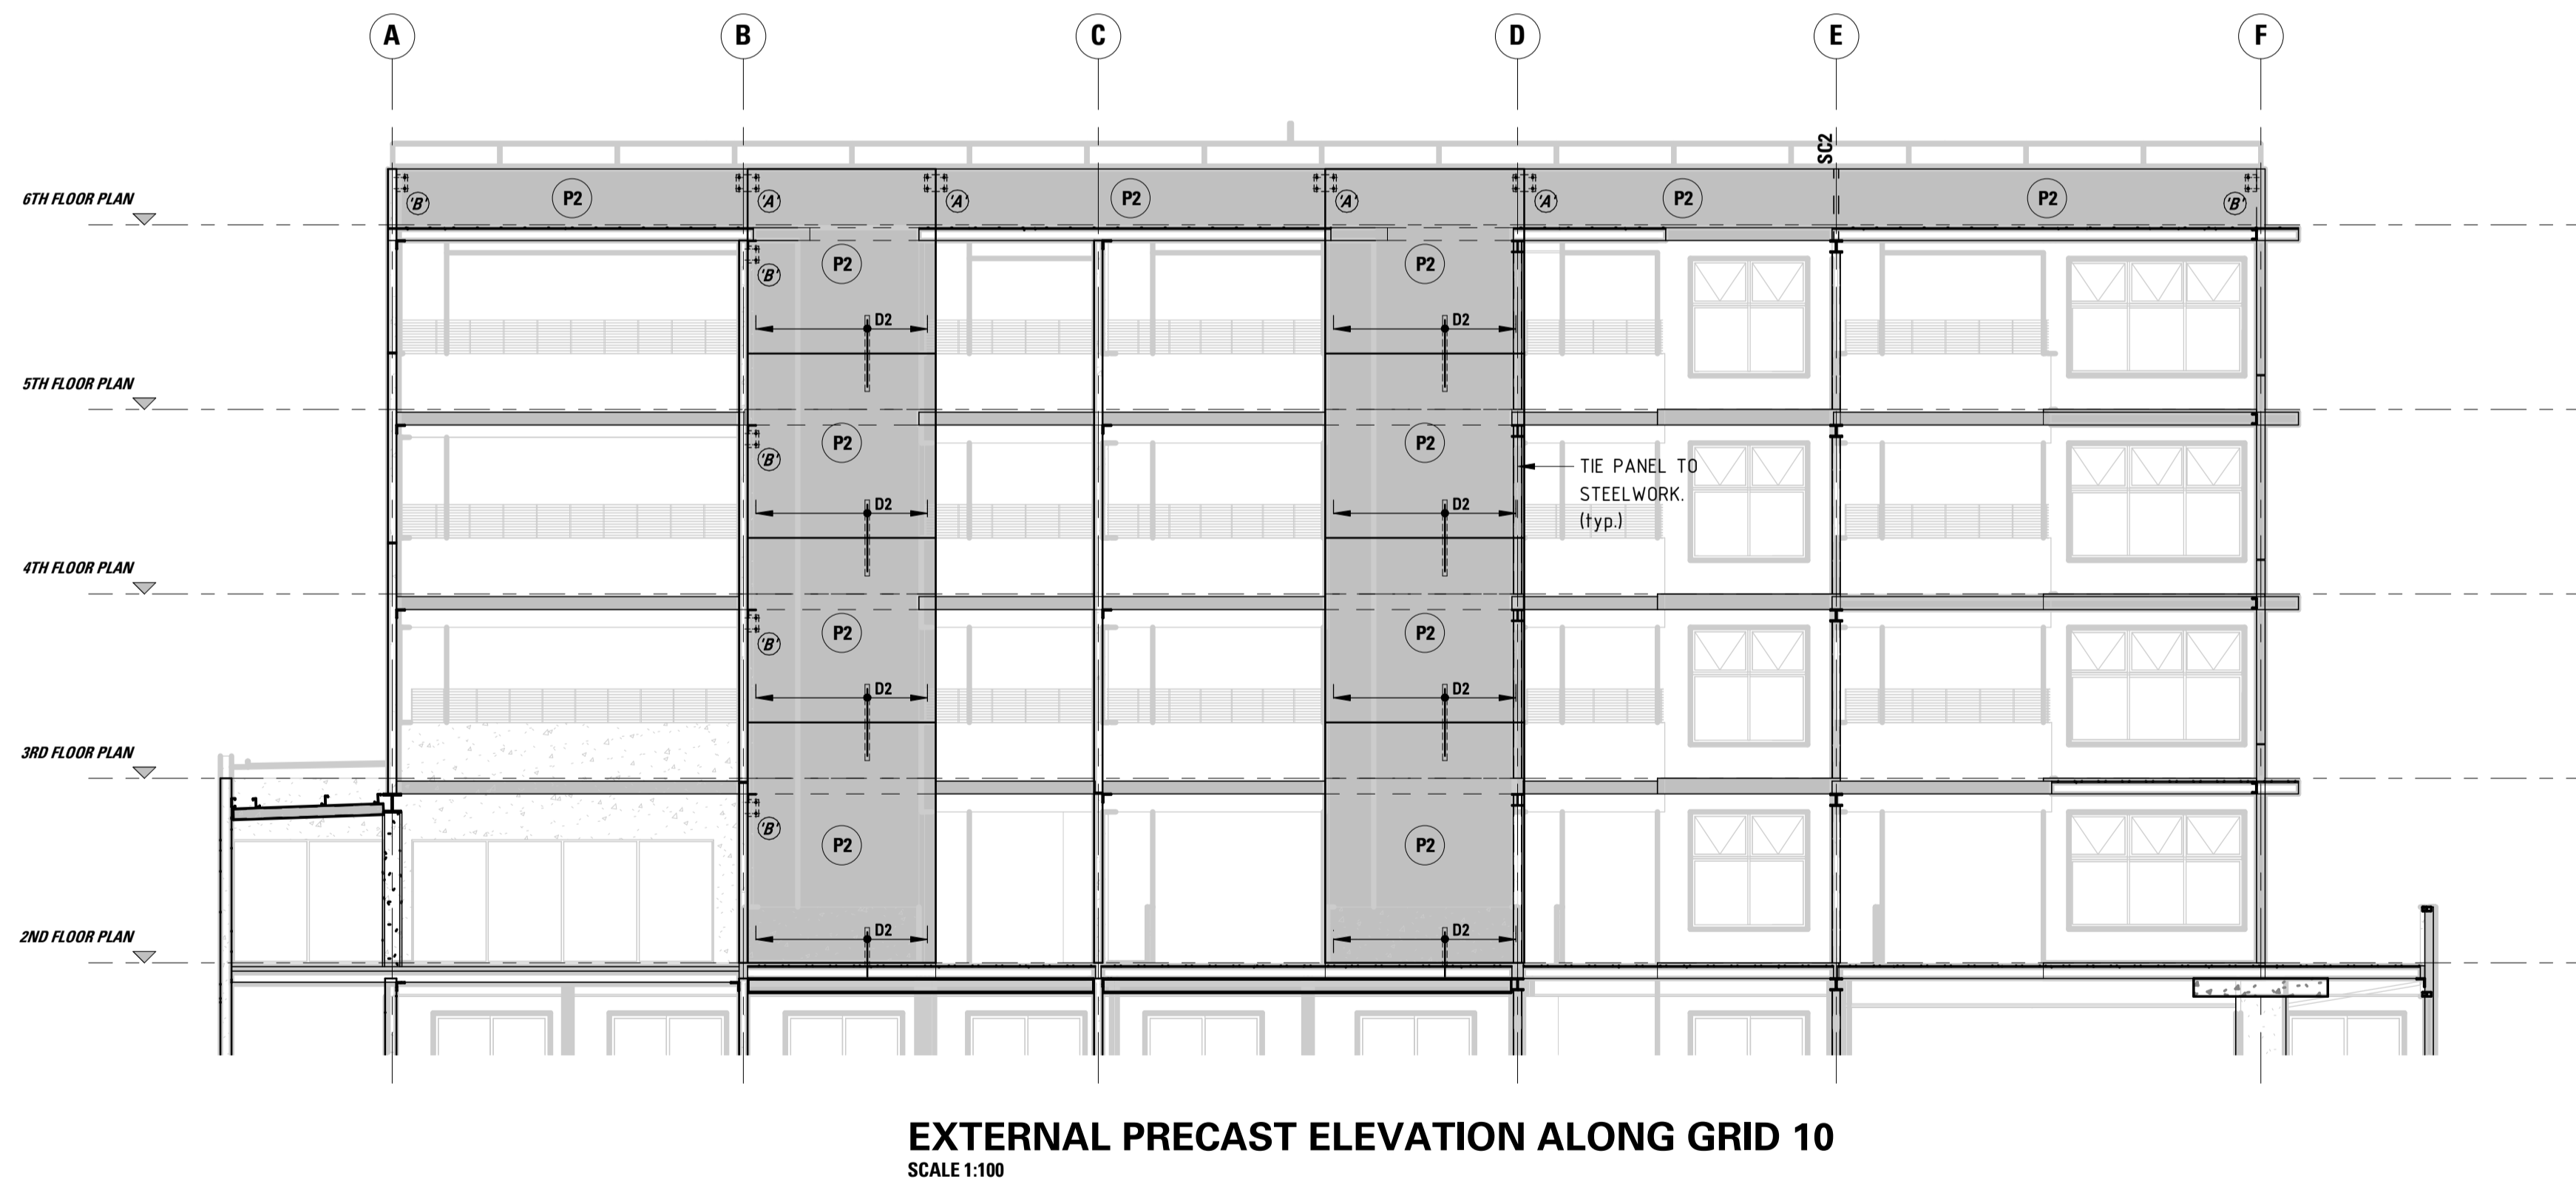 A B C D E F
SC2
6TH FLOOR PLAN
'B' P2 'A' 'A' P2 'A' 'A' P2 P2 'B'
'B' P2 P2
D2 D2
5TH FLOOR PLAN
'B' P2 P2
TIE PANEL TO
STEELWORK.
(typ.)
D2 D2
4TH FLOOR PLAN
'B' P2 P2
D2 D2
3RD FLOOR PLAN
'B' P2 P2
D2 D2
2ND FLOOR PLAN
EXTERNAL PRECAST ELEVATION ALONG GRID 10
SCALE 1:100